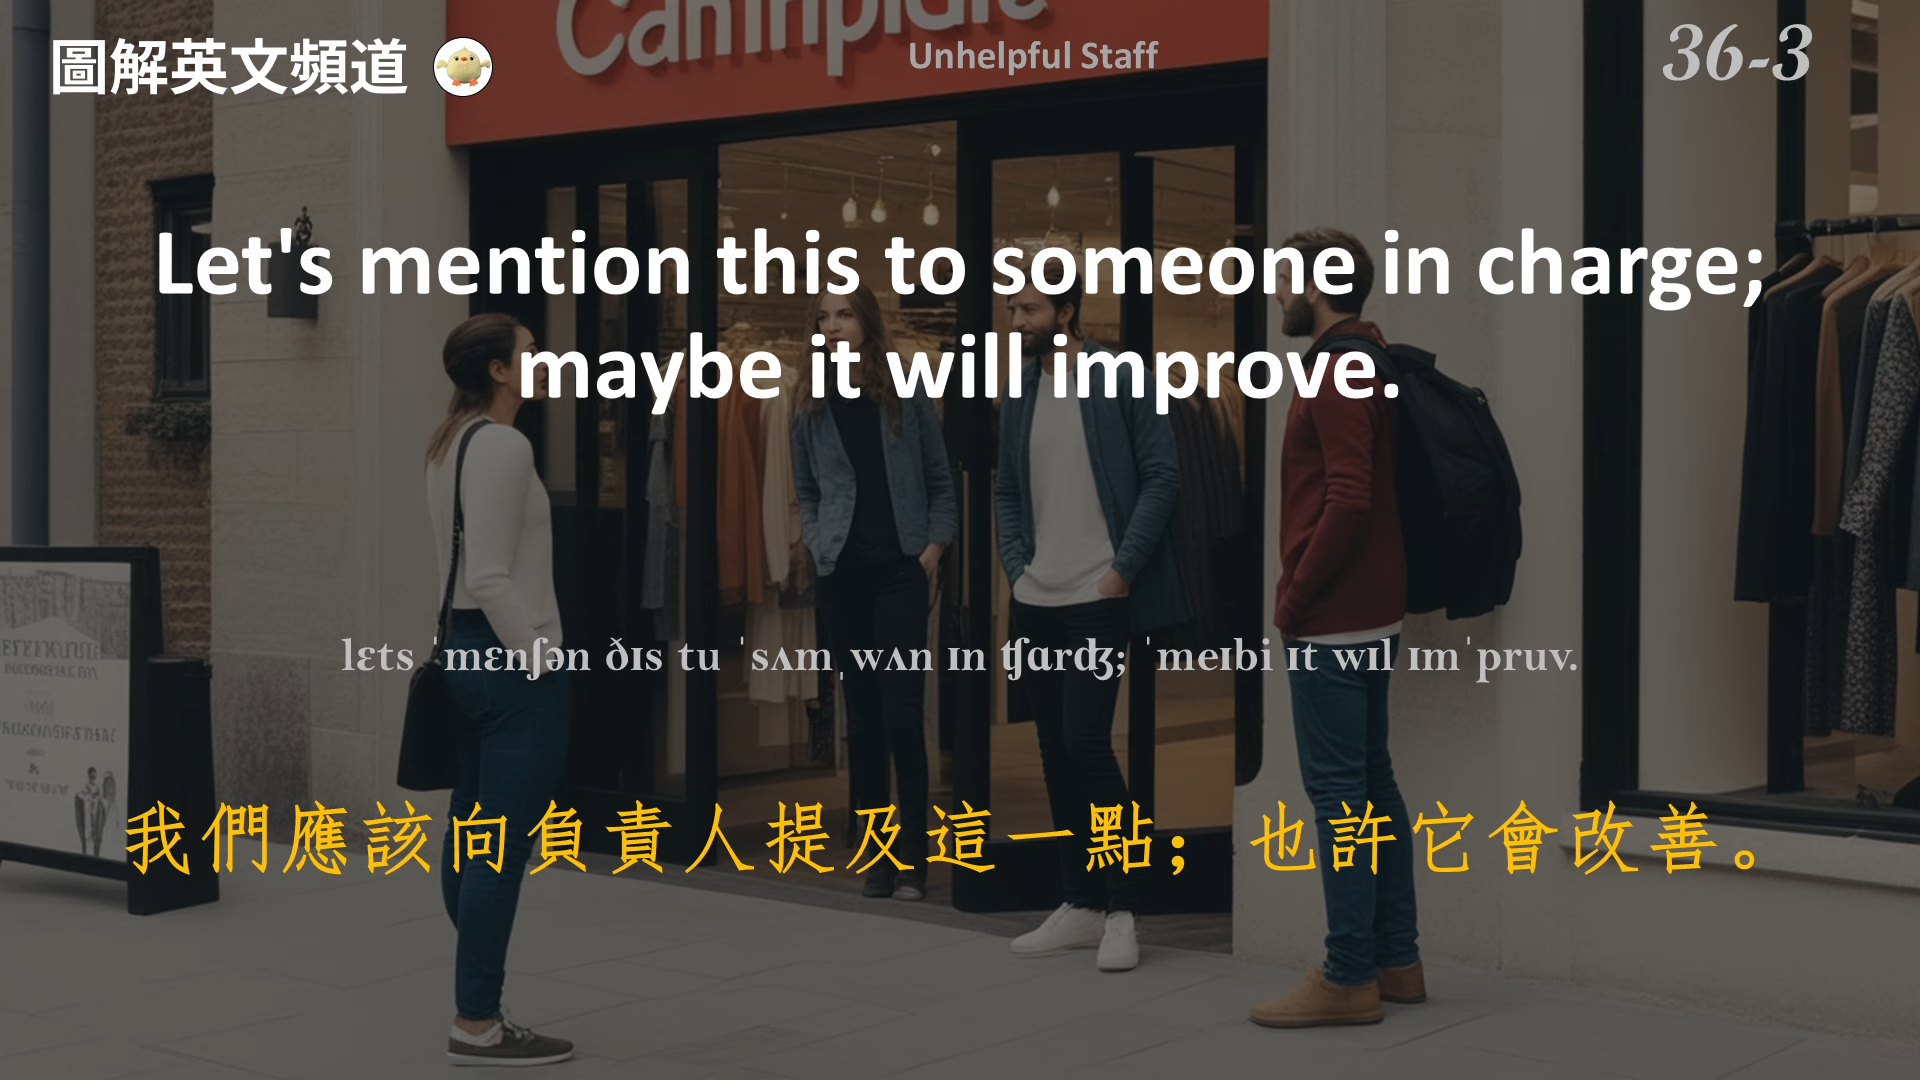 圖解英文頻道
Unhelpful Staff
36-3
Let's mention this to someone in charge;
maybe it will improve.
lɛts ˈmɛnʃən ðɪs tu ˈsʌmˌwʌn ɪn ʧɑrʤ; ˈmeɪbi ɪt wɪl ɪmˈpruv.
我們應該向負責人提及這一點；也許它會改善。